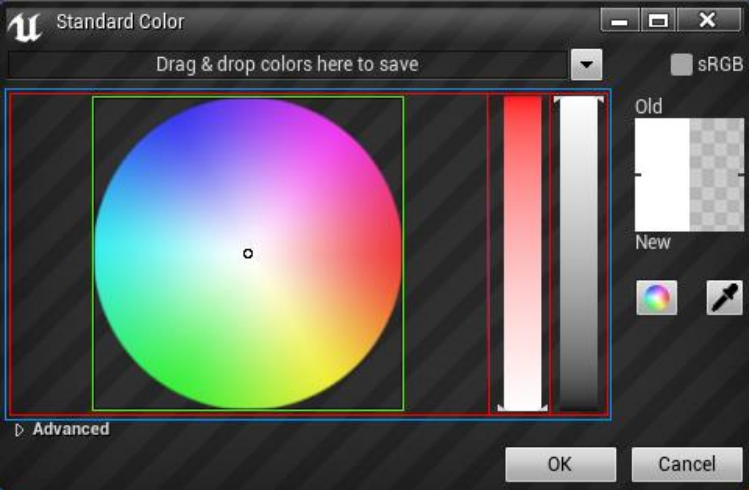 Standard Color
Drag & drop colors here to save
sRGB
Old
New
Advanced
OK
Cancel